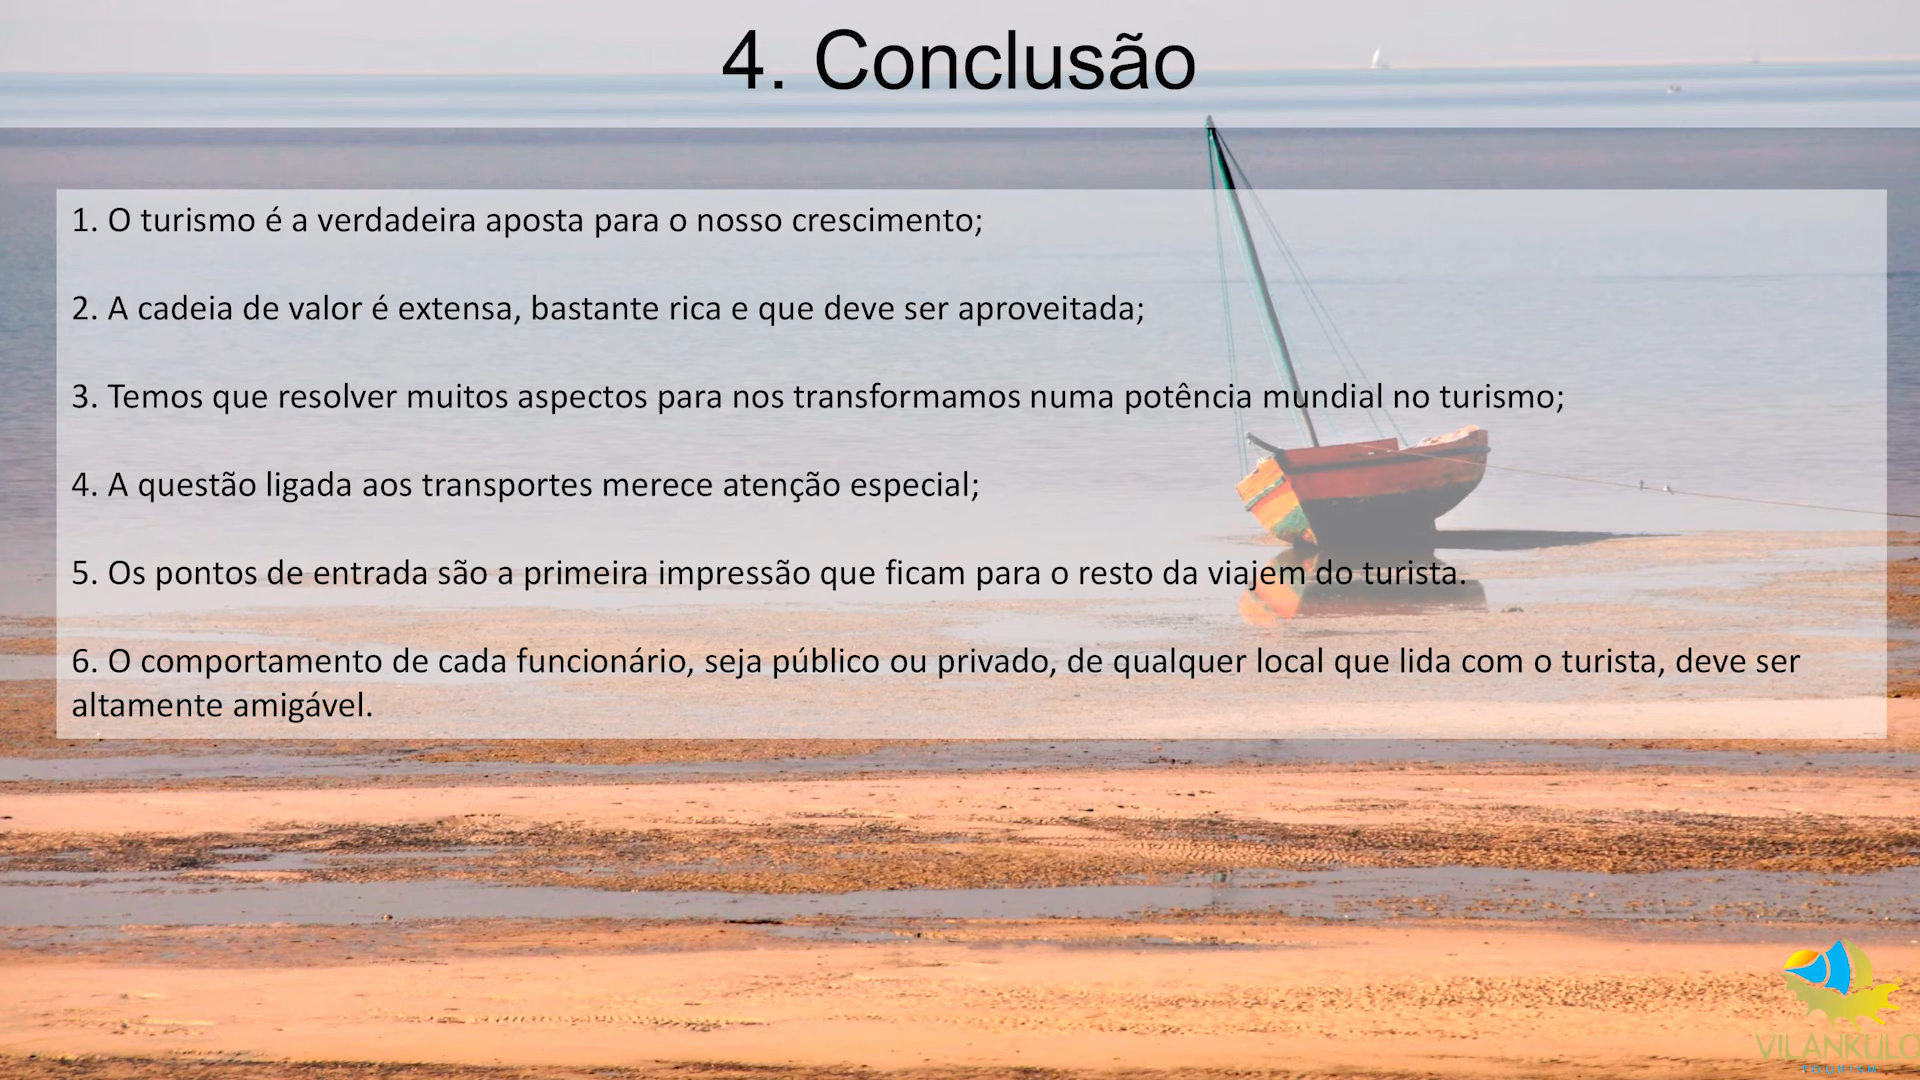 4. Conclusão
1. O turismo é a verdadeira aposta para o nosso crescimento;
2. A cadeia de valor é extensa, bastante rica e que deve ser aproveitada;
3. Temos que resolver muitos aspectos para nos transformamos numa potência mundial no turismo;
4. A questão ligada aos transportes merece atenção especial;
5. Os pontos de entrada são a primeira impressão que ficam para o resto da viajem do turista.
6. O comportamento de cada funcionário, seja público ou privado, de qualquer local que lida com o turista, deve ser
altamente amigável.
VILANKULO